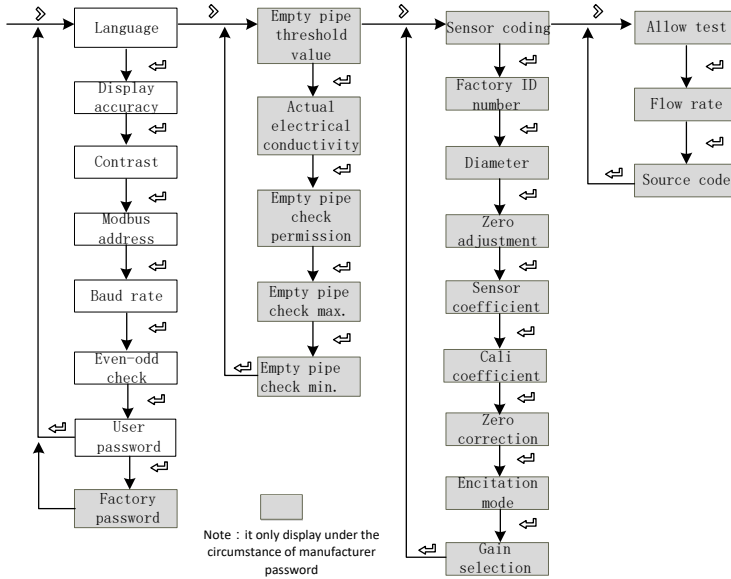 Language
Display
accuracy
Contrast
Modbus
address
Baud rate
Even-odd
check
User
password
Factory
password
Empty pipe
threshold
value
Actual
electrical
conductivity
Empty pipe
check
permission
Empty pipe
check max.
Empty pipe
check min.
Note：it only display under the
circumstance of manufacturer
password
Sensor coding
Factory ID
number
Diameter
Zero
adjustment
Sensor
coefficient
Cali
coefficient
Zero
correction
Encitation
mode
Gain
selection
Allow test
Flow rate
Source code